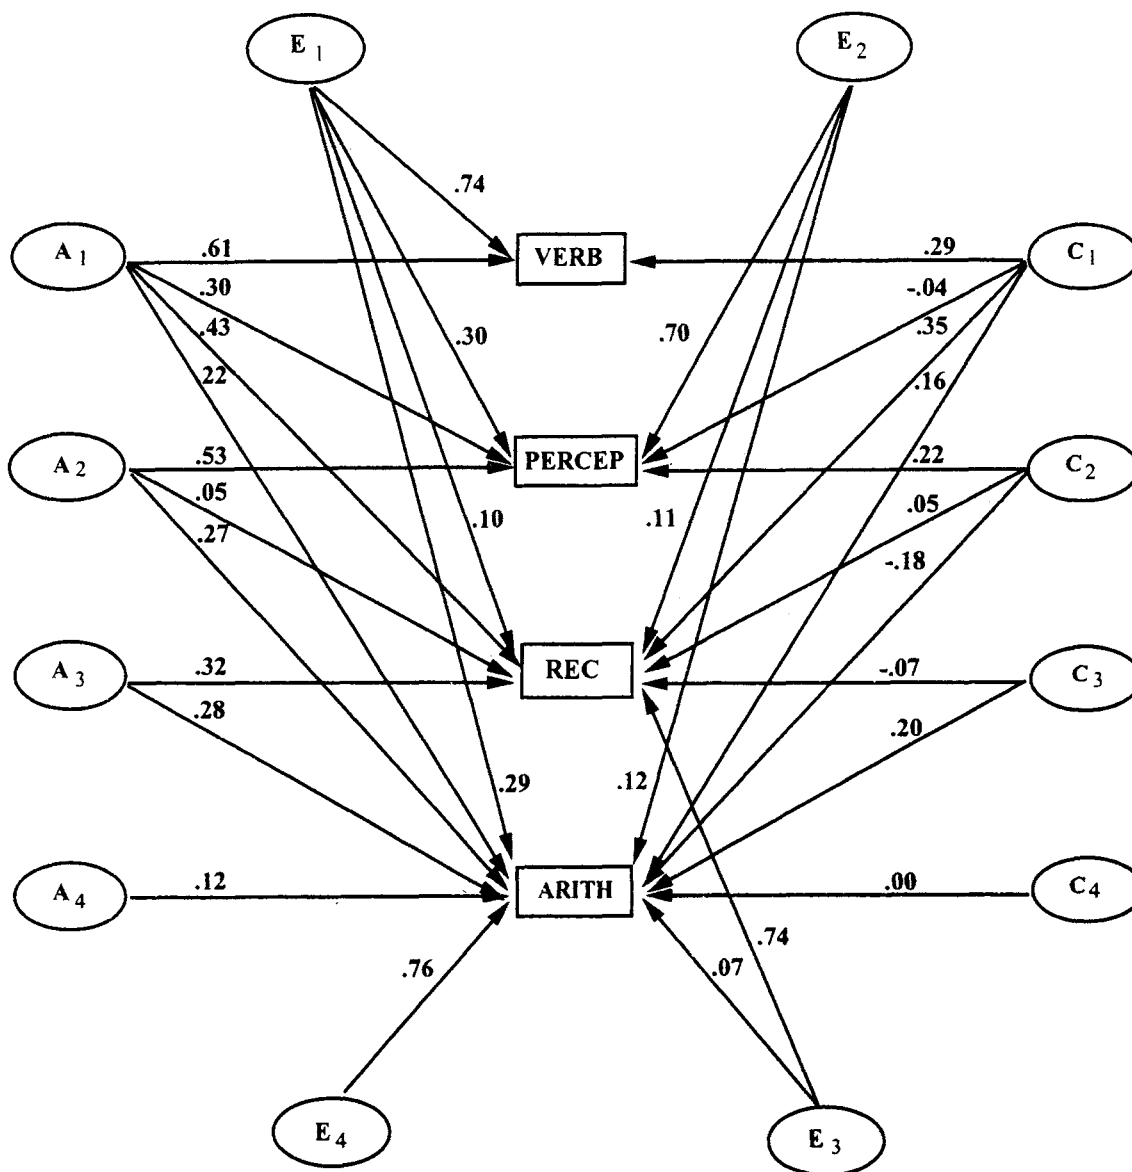 E 1 E 2
.74
A 1 .61 VERB .29 C 1
.30 -.04
.43 .30 .70 .35
.22 .16
A 2 .53 PERCEP .22 C 2
.05 .05
.27 .10 .11 -.18
A 3 .32 REC -.07 C 3
.28 .20
.29 .12
A 4 .12 ARITH .00 C 4
.76 .07 .74
E 4 E 3